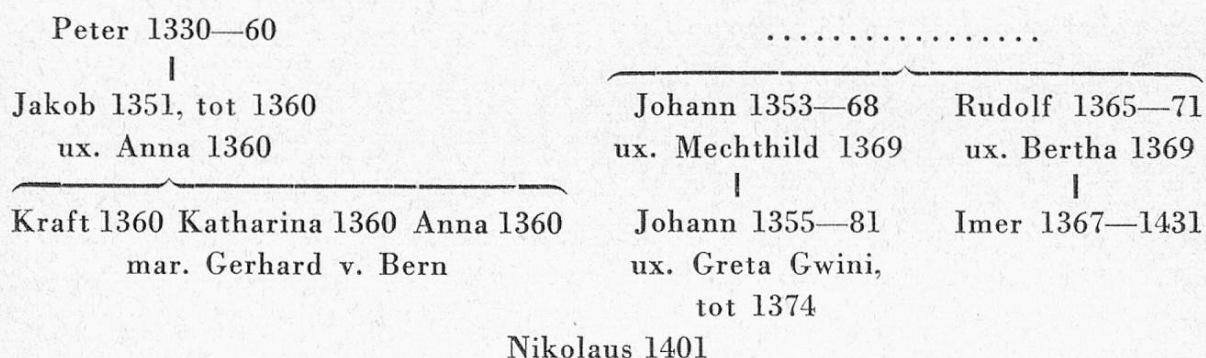 Peter 1330—60
. . . . . . . . . . . . . . . . .
Jakob 1351, tot 1360 Johann 1353—68 Rudolf 1365—71
ux. Anna 1360 ux. Mechthild 1369 ux. Bertha 1369
Kraft 1360 Katharina 1360 Anna 1360 Johann 1355—81 Imer 1367—1431
mar. Gerhard v. Bern ux. Greta Gwini,
tot 1374
Nikolaus 1401